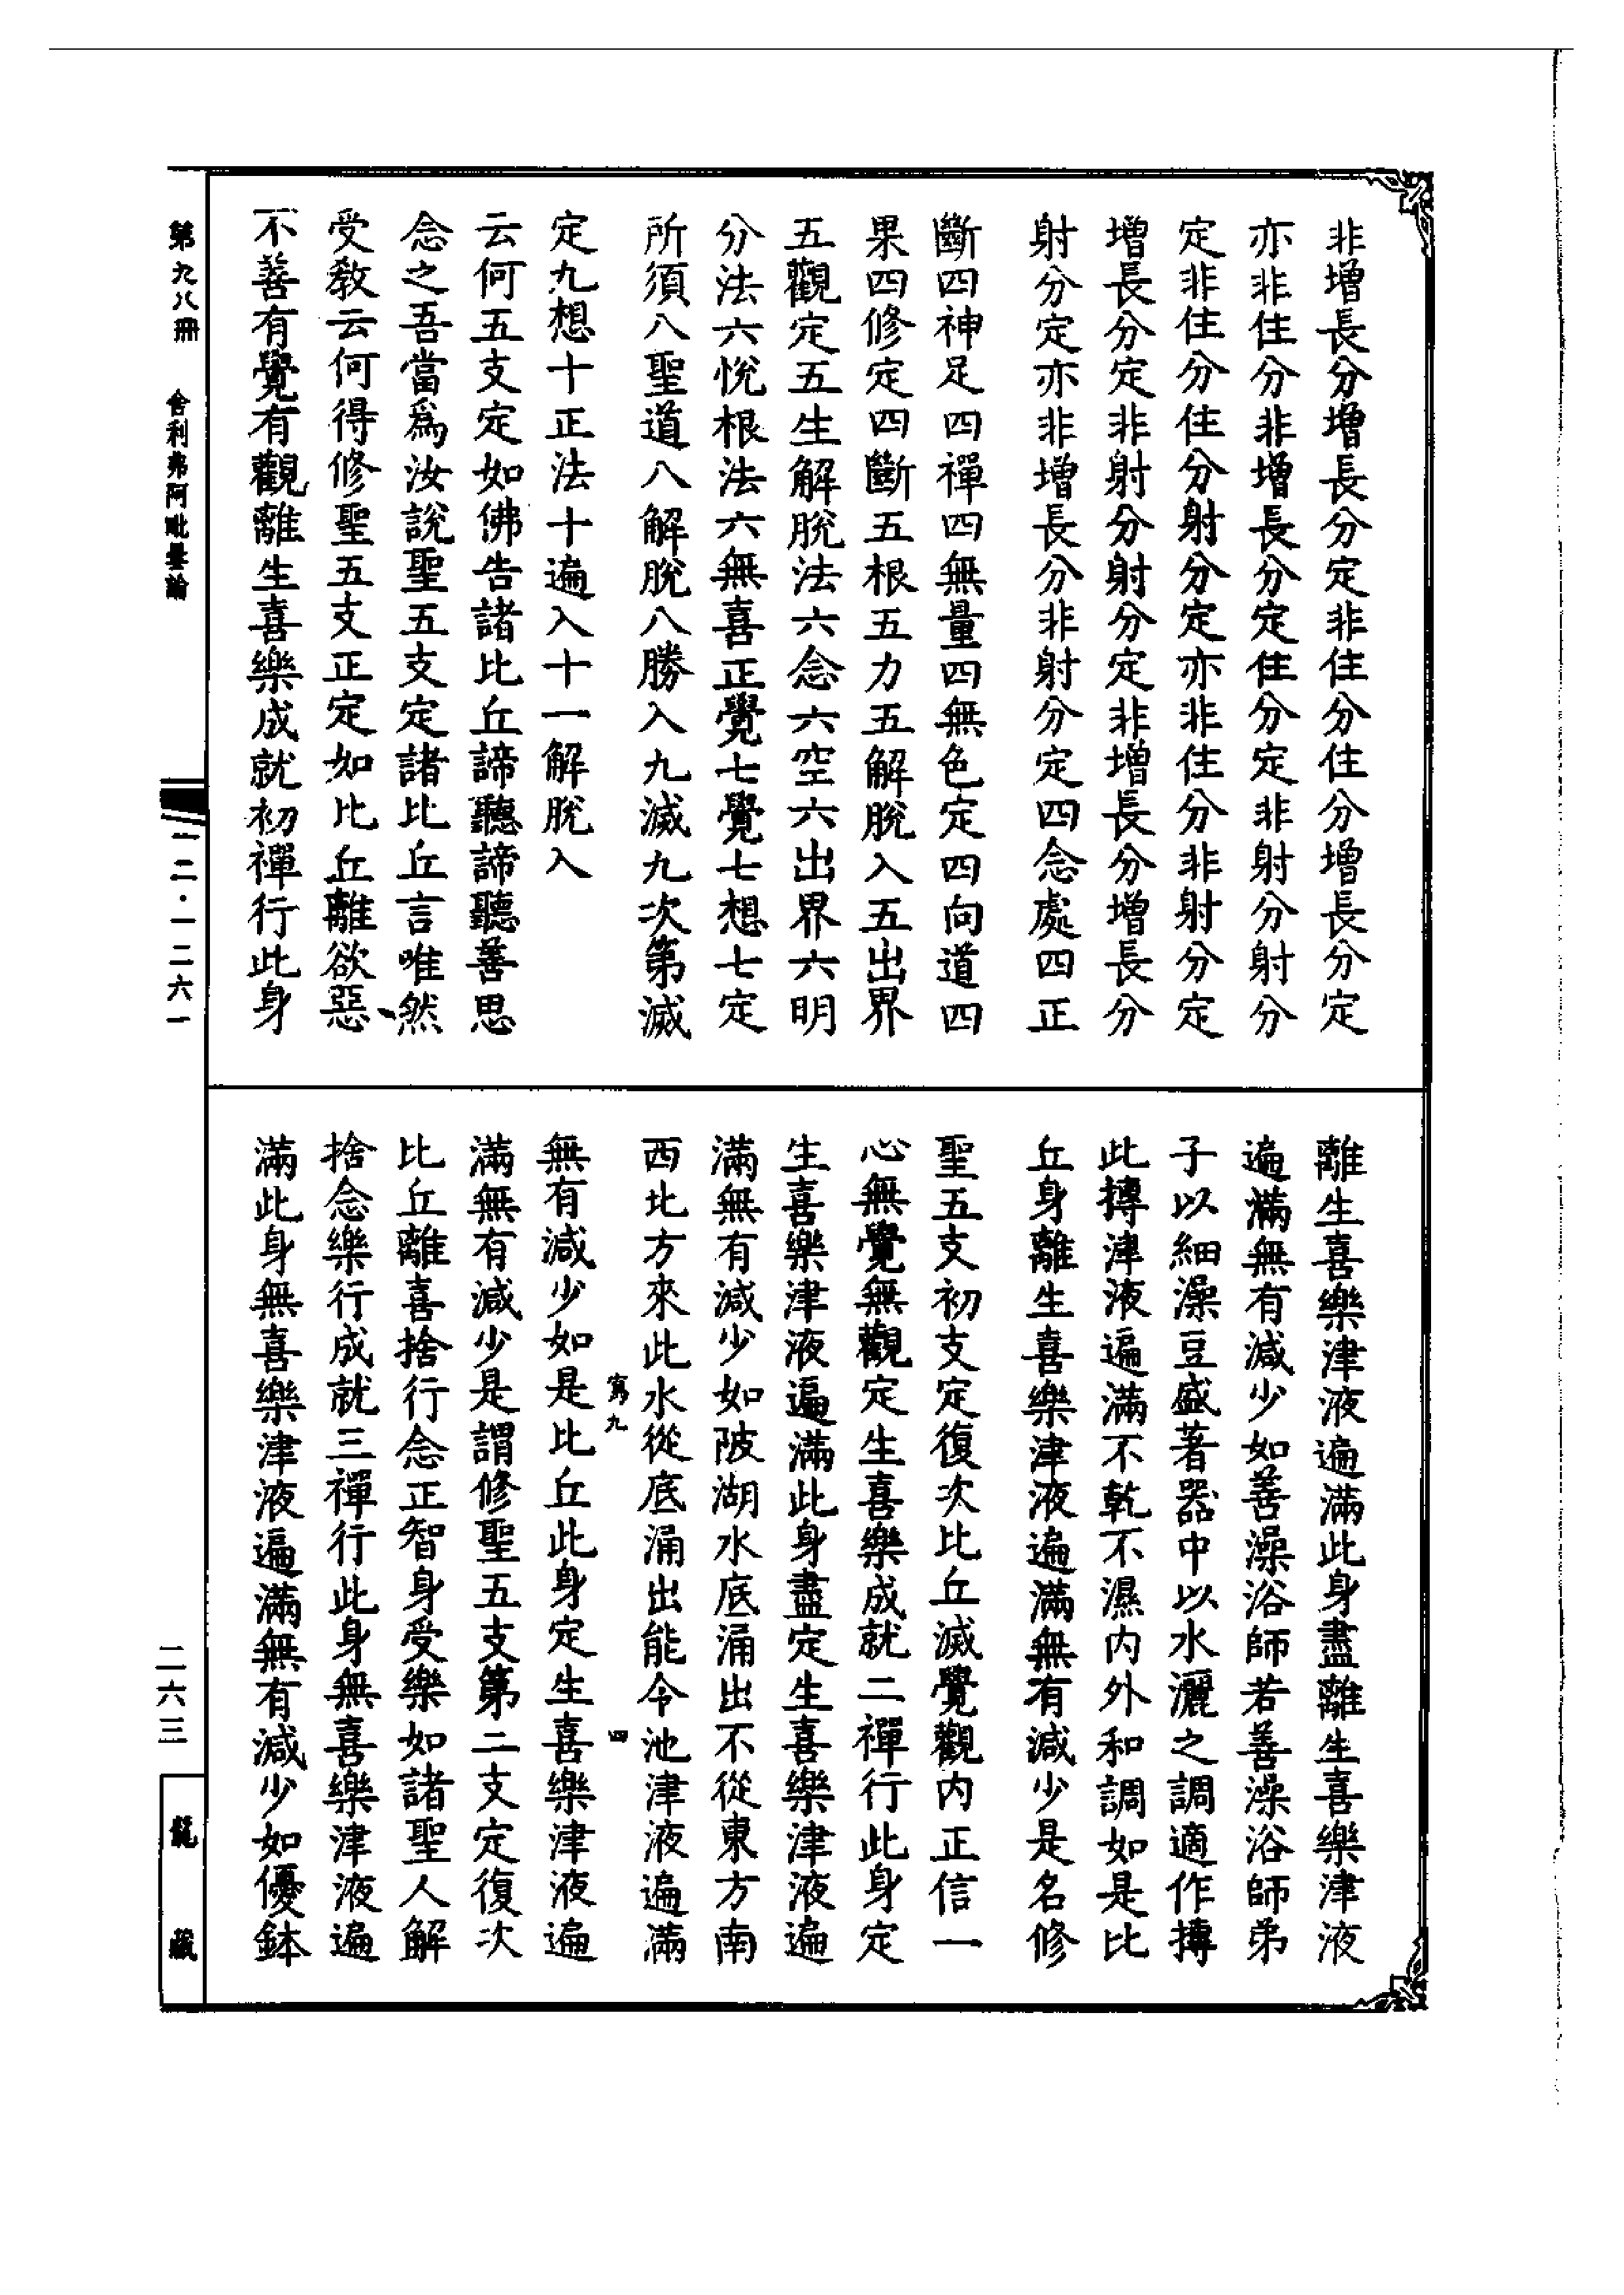 非增長分增長分定非住分住分增長分定
亦非住分非增長分定住分定非射分射分
定非住分住分射分定亦非住分非射分定
增長分定非射分射分定非增長分增長分
射分定亦非增長分非射分定四念處四正
斷四神足四禪四無量四無色定四向道四
果四修定四斷五根五力五解脫入五出界
五觀定五生解脫法六念六空六出界六明
分法六悅根法六無喜正覺七覺七想七定
所須八聖道八解脫八勝入九滅九次第滅
定九想十正法十遍入十一解脫入
云何五支定如佛告諸比丘諦聽諦聽善思
念之吾當爲汝說聖五支定諸比丘言唯然
受教云何得修聖五支正定如比丘離欲惡
不善有覺有觀離生喜樂成就初禪行此身
離生喜樂津液遍滿此身盡離生喜樂津液
遍滿無有減少如善澡浴師若善澡浴師弟
子以細澡豆盛著器中以水灑之調適作摶
此摶津液遍滿不乾不濕内外和調如是比
丘身離生喜樂津液遍滿無有減少是名修
聖五支初支定復次比丘滅覺觀内正信一
心無覺無觀定生喜樂成就二禪行此身定
生喜樂津液遍滿此身盡定生喜樂津液遍
滿無有減少如陂湖水底涌出不從東方南
西北方來此水從底涌出能令池津液遍滿
寫九 四
無有減少如是比丘此身定生喜樂津液遍
滿無有減少是謂修聖五支第二支定復次
比丘離喜捨行念正智身受樂如諸聖人解
捨念樂行成就三禪行此身無喜樂津液遍
滿此身無喜樂津液遍滿無有減少如優鉢
第九八冊 舍利弗阿毗曇論
一二·一二六一
二六三
龍藏